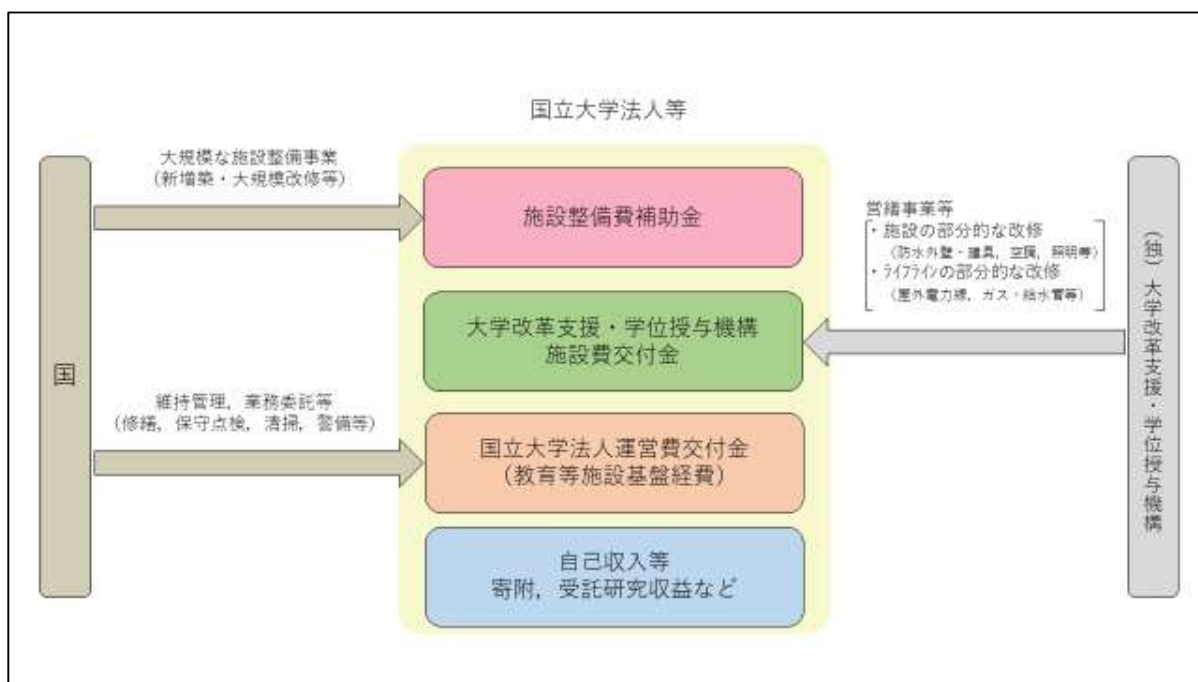 国立大学法人等
国
大規模な施設整備事業
（新増築・大規模改修等）
施設整備費補助金
営繕事業等
・施設の部分的な改修
（防水外壁・建具，空調，照明等）
・ﾗｲﾌﾗｲﾝの部分的な改修
（屋外電力線，ガス・給水管等）
大学改革支援・学位授与機構
施設費交付金
維持管理，業務委託等
（修繕，保守点検，清掃，警備等）
国立大学法人運営費交付金
（教育等施設基盤経費）
自己収入等
寄附，受託研究収益など
（独）大学改革支援・学位授与機構